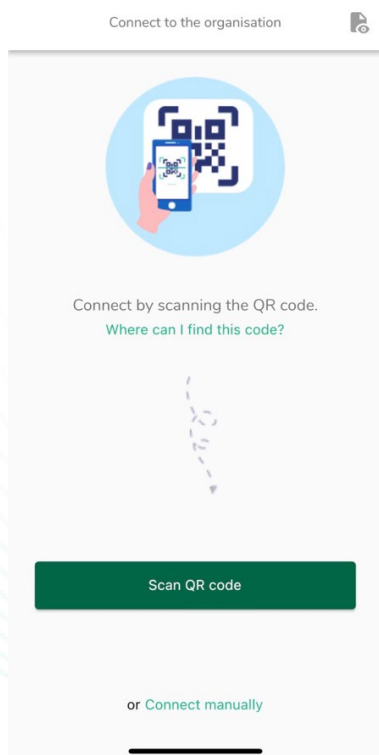 Connect to the organisation
Connect by scanning the QR code.
Where can I find this code?
Scan QR code
or Connect manually